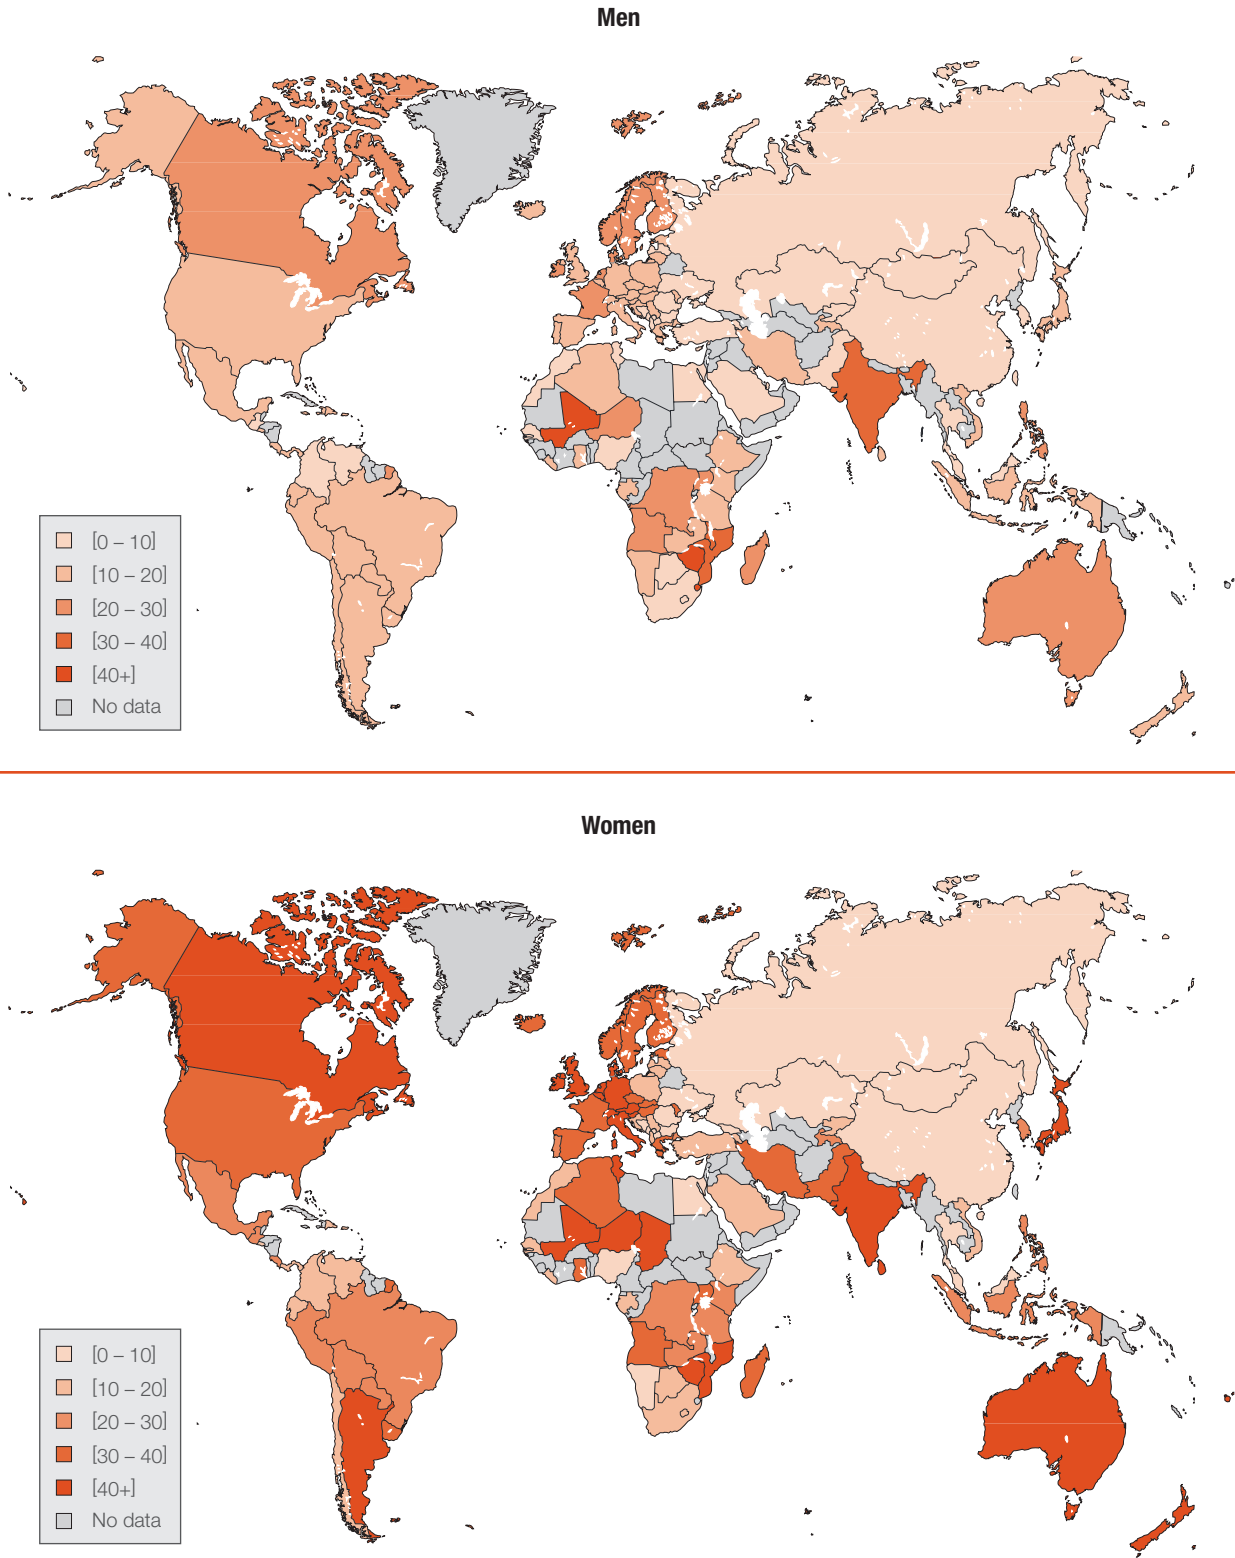 Men
[0 – 10]
[10 – 20]
[20 – 30]
[30 – 40]
[40+]
No data
Women
[0 – 10]
[10 – 20]
[20 – 30]
[30 – 40]
[40+]
No data